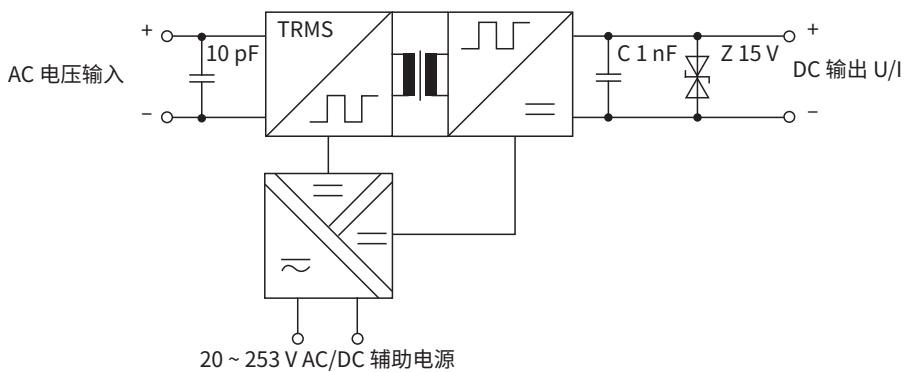 +
TRMS
+
10 pF
C 1 nF
Z 15 V
AC 电压输入
DC 输出 U/I
−
−
20 ~ 253 V AC/DC 辅助电源